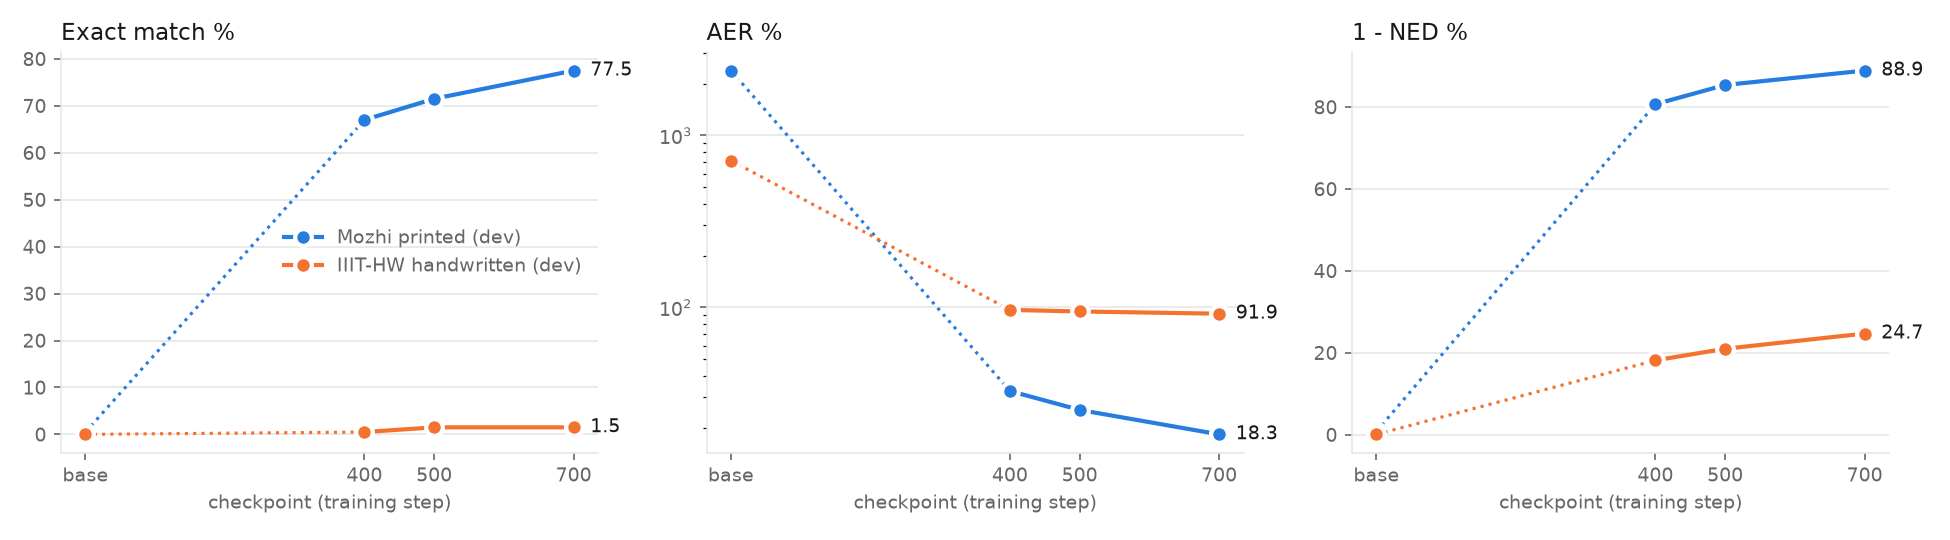 Exact match %
80
70
60
50
40
30
20
10
0
77.5
1.5
Mozhi printed (dev)
IIIT-HW handwritten (dev)
base 400 500 700
checkpoint (training step)
AER %
10³
10²
91.9
18.3
base 400 500 700
checkpoint (training step)
1 - NED %
80
60
40
20
0
88.9
24.7
base 400 500 700
checkpoint (training step)